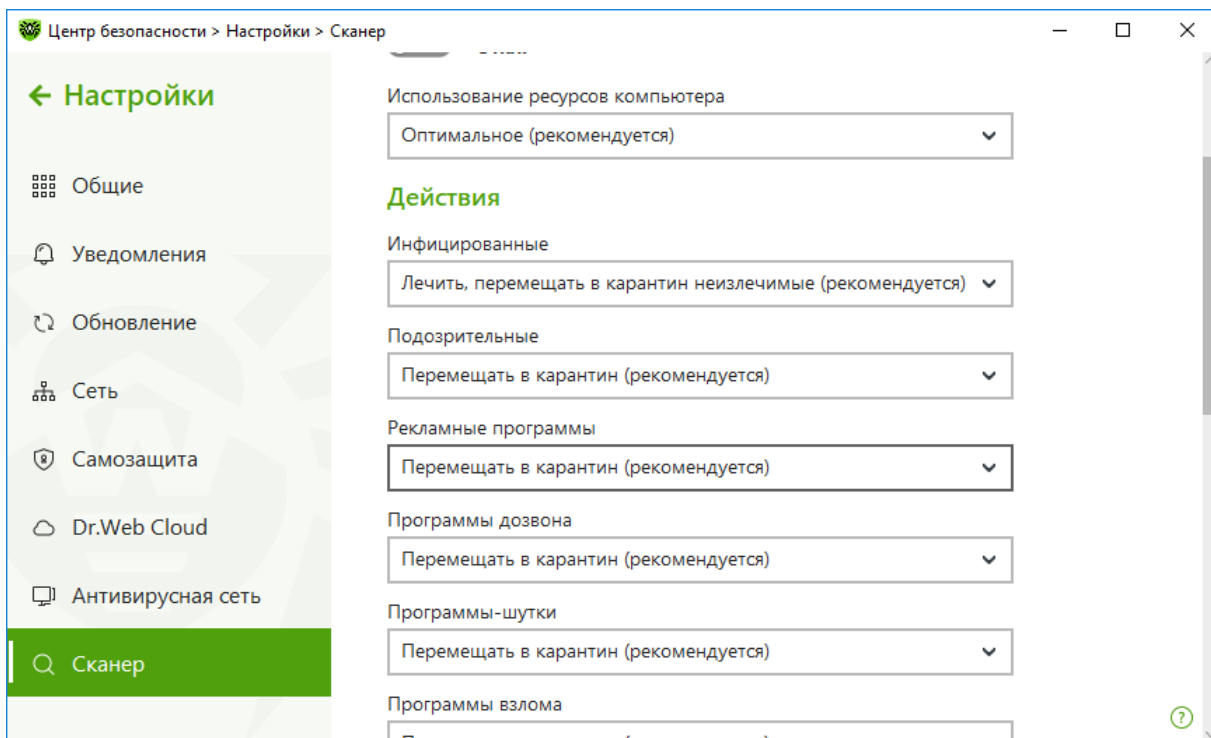 Центр безопасности > Настройки > Сканер
Настройки
Общие
Уведомления
Обновление
Сеть
Самозащита
Dr.Web Cloud
Антивирусная сеть
Сканер
Использование ресурсов компьютера
Оптимальное (рекомендуется)
Действия
Инфицированные
Лечить, перемещать в карантин неизлечимые (рекомендуется)
Подозрительные
Перемещать в карантин (рекомендуется)
Рекламные программы
Перемещать в карантин (рекомендуется)
Программы дозвона
Перемещать в карантин (рекомендуется)
Программы-шутки
Перемещать в карантин (рекомендуется)
Программы взлома